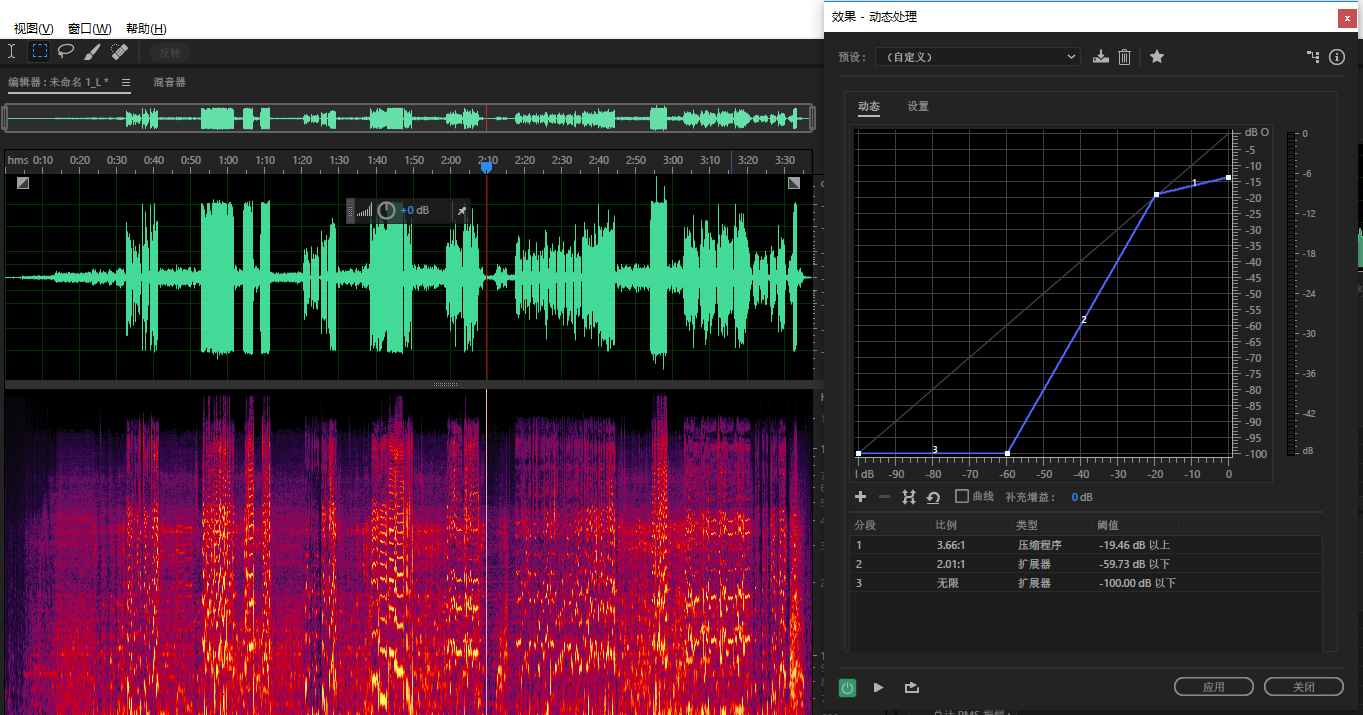 视图(V) 窗口(W) 帮助(H)
反转
编辑器：未命名 1_L *
混音器
hms 0:10 0:20 0:30 0:40 0:50 1:00 1:10 1:20 1:30 1:40 1:50 2:00 2:10 2:20 2:30 2:40 2:50 3:00 3:10 3:20 3:30
+0 dB
效果 - 动态处理
预设：
（自定义）
动态 设置
dB O
-5
-10
-15
-20
-25
-30
-35
-40
-45
-50
-55
-60
-65
-70
-75
-80
-85
-90
-95
-100
1
2
3
I dB -90 -80 -70 -60 -50 -40 -30 -20 -10 0
0
-6
-12
-18
-24
-30
-36
-42
dB
曲线 补充增益： 0 dB
分段 比例 类型 阈值
1 3.66:1 压缩程序 -19.46 dB 以上
2 2.01:1 扩展器 -59.73 dB 以下
3 无限 扩展器 -100.00 dB 以下
应用 关闭